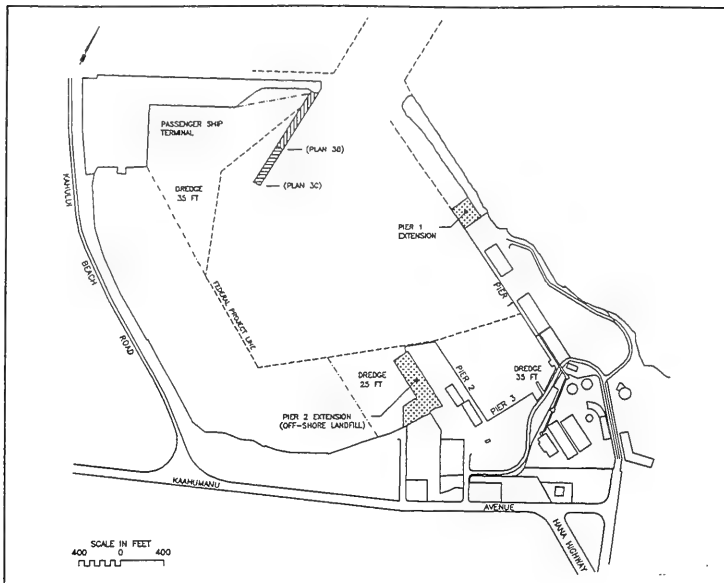 PASSENGER SHIP
TERMINAL
(PLAN 3B)
(PLAN 3C)
DREDGE
35 FT
KAHULUI
BEACH
ROAD
PIER 1
EXTENSION
PIER 1
FEDERAL PROJECT LINE
DREDGE
25 FT
PIER 2
DREDGE
35 FT
PIER 3
PIER 2 EXTENSION
(OFF-SHORE LANDFILL)
KAAHUMANU
AVENUE
HANA HIGHWAY
SCALE IN FEET
400 0 400